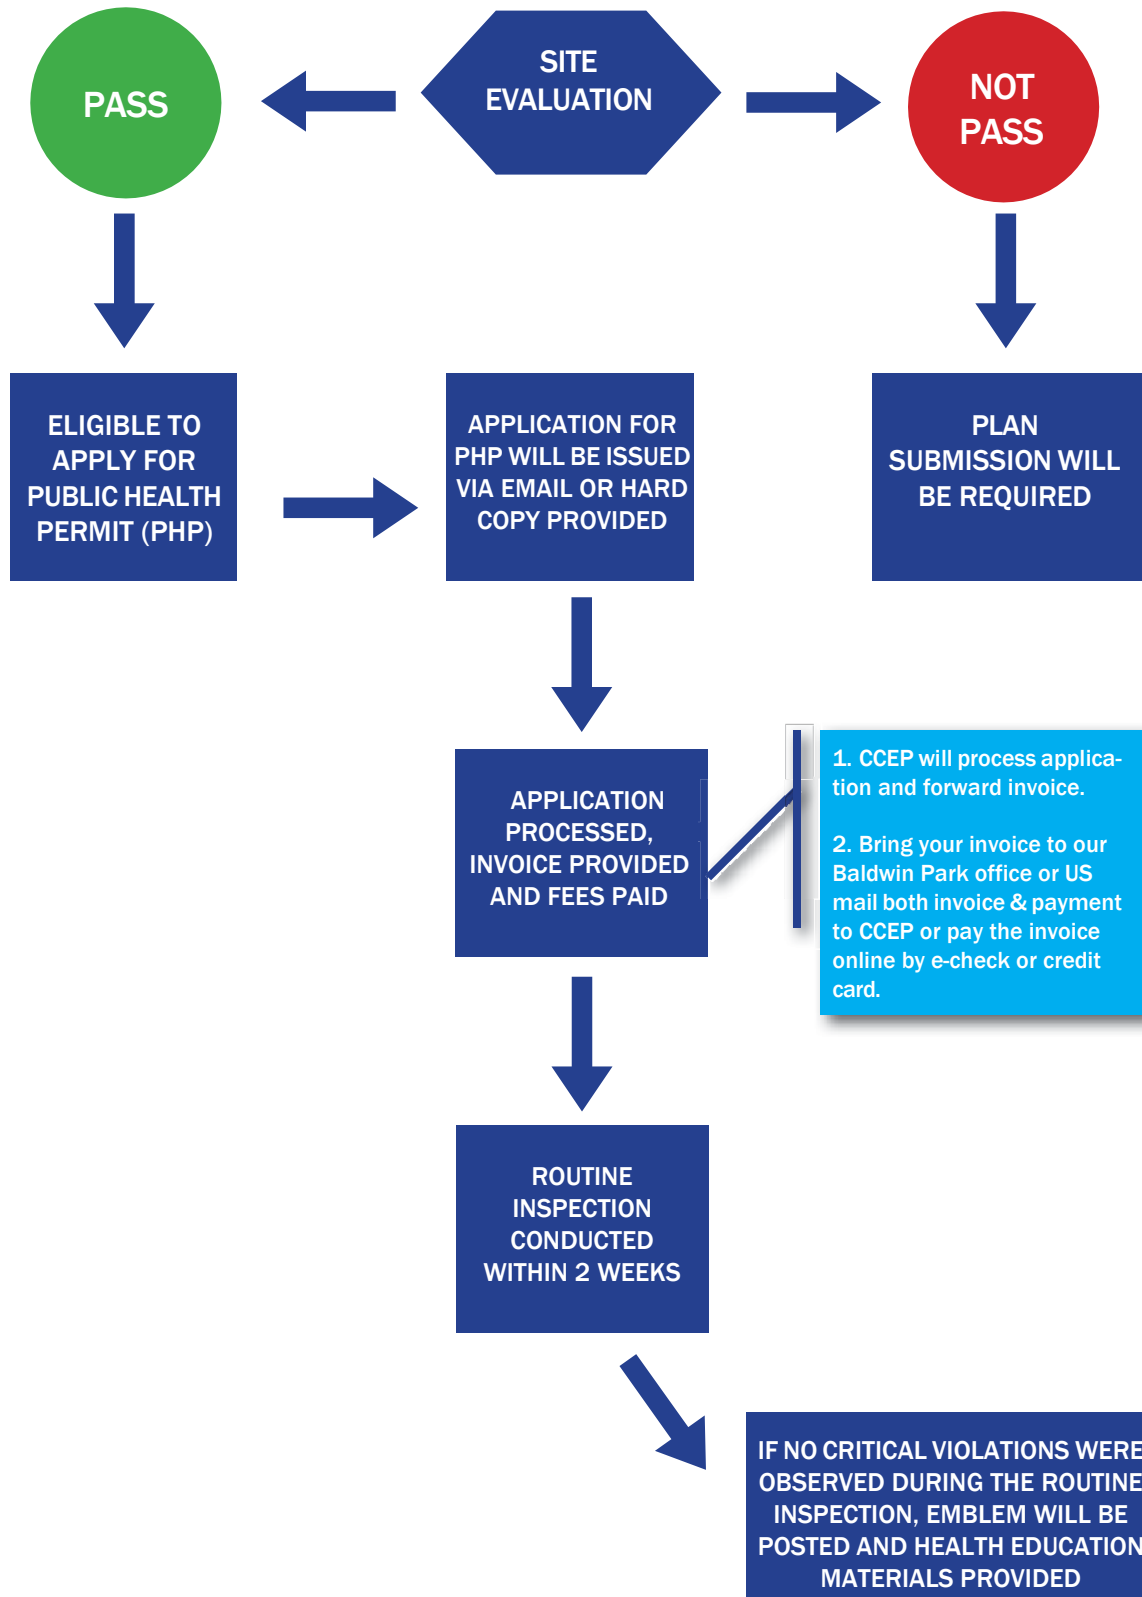 PASS
SITE
EVALUATION
NOT
PASS
ELIGIBLE TO
APPLY FOR
PUBLIC HEALTH
PERMIT (PHP)
APPLICATION FOR
PHP WILL BE ISSUED
VIA EMAIL OR HARD
COPY PROVIDED
PLAN
SUBMISSION WILL
BE REQUIRED
APPLICATION
PROCESSED,
INVOICE PROVIDED
AND FEES PAID
1. CCEP will process applica-
tion and forward invoice.
2. Bring your invoice to our
Baldwin Park office or US
mail both invoice & payment
to CCEP or pay the invoice
online by e-check or credit
card.
ROUTINE
INSPECTION
CONDUCTED
WITHIN 2 WEEKS
IF NO CRITICAL VIOLATIONS WERE
OBSERVED DURING THE ROUTINE
INSPECTION, EMBLEM WILL BE
POSTED AND HEALTH EDUCATION
MATERIALS PROVIDED